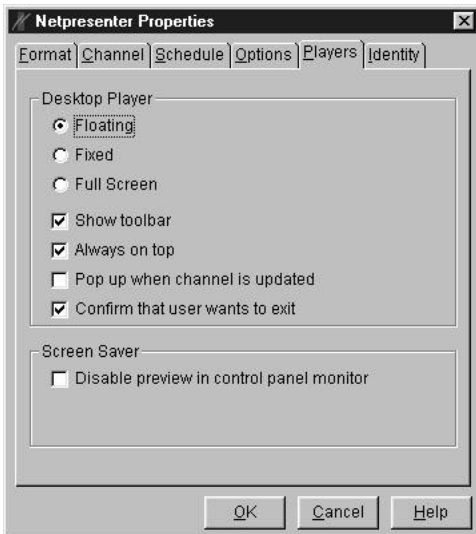 Netpresenter Properties
Format Channel Schedule Options Players Identity
Desktop Player
Floating
Fixed
Full Screen
Show toolbar
Always on top
Pop up when channel is updated
Confirm that user wants to exit
Screen Saver
Disable preview in control panel monitor
OK Cancel Help